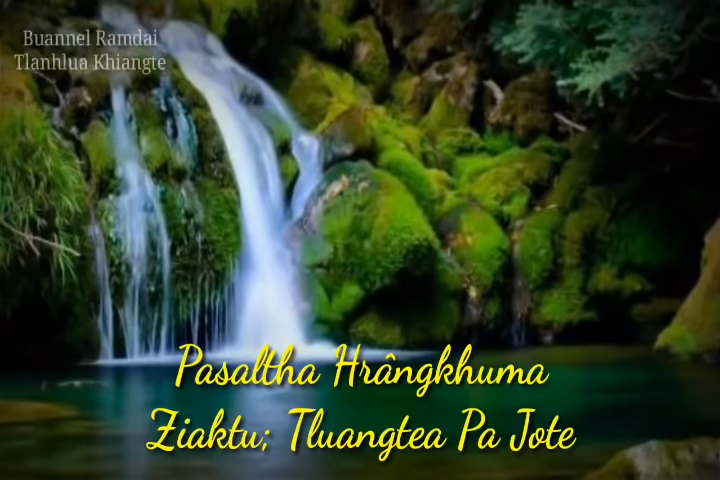 Buannel Ramdai
Tlanhlua Khiangte
Pasaltha Hrângkhuma
Ziaktu; Tluangtea Pa Jote